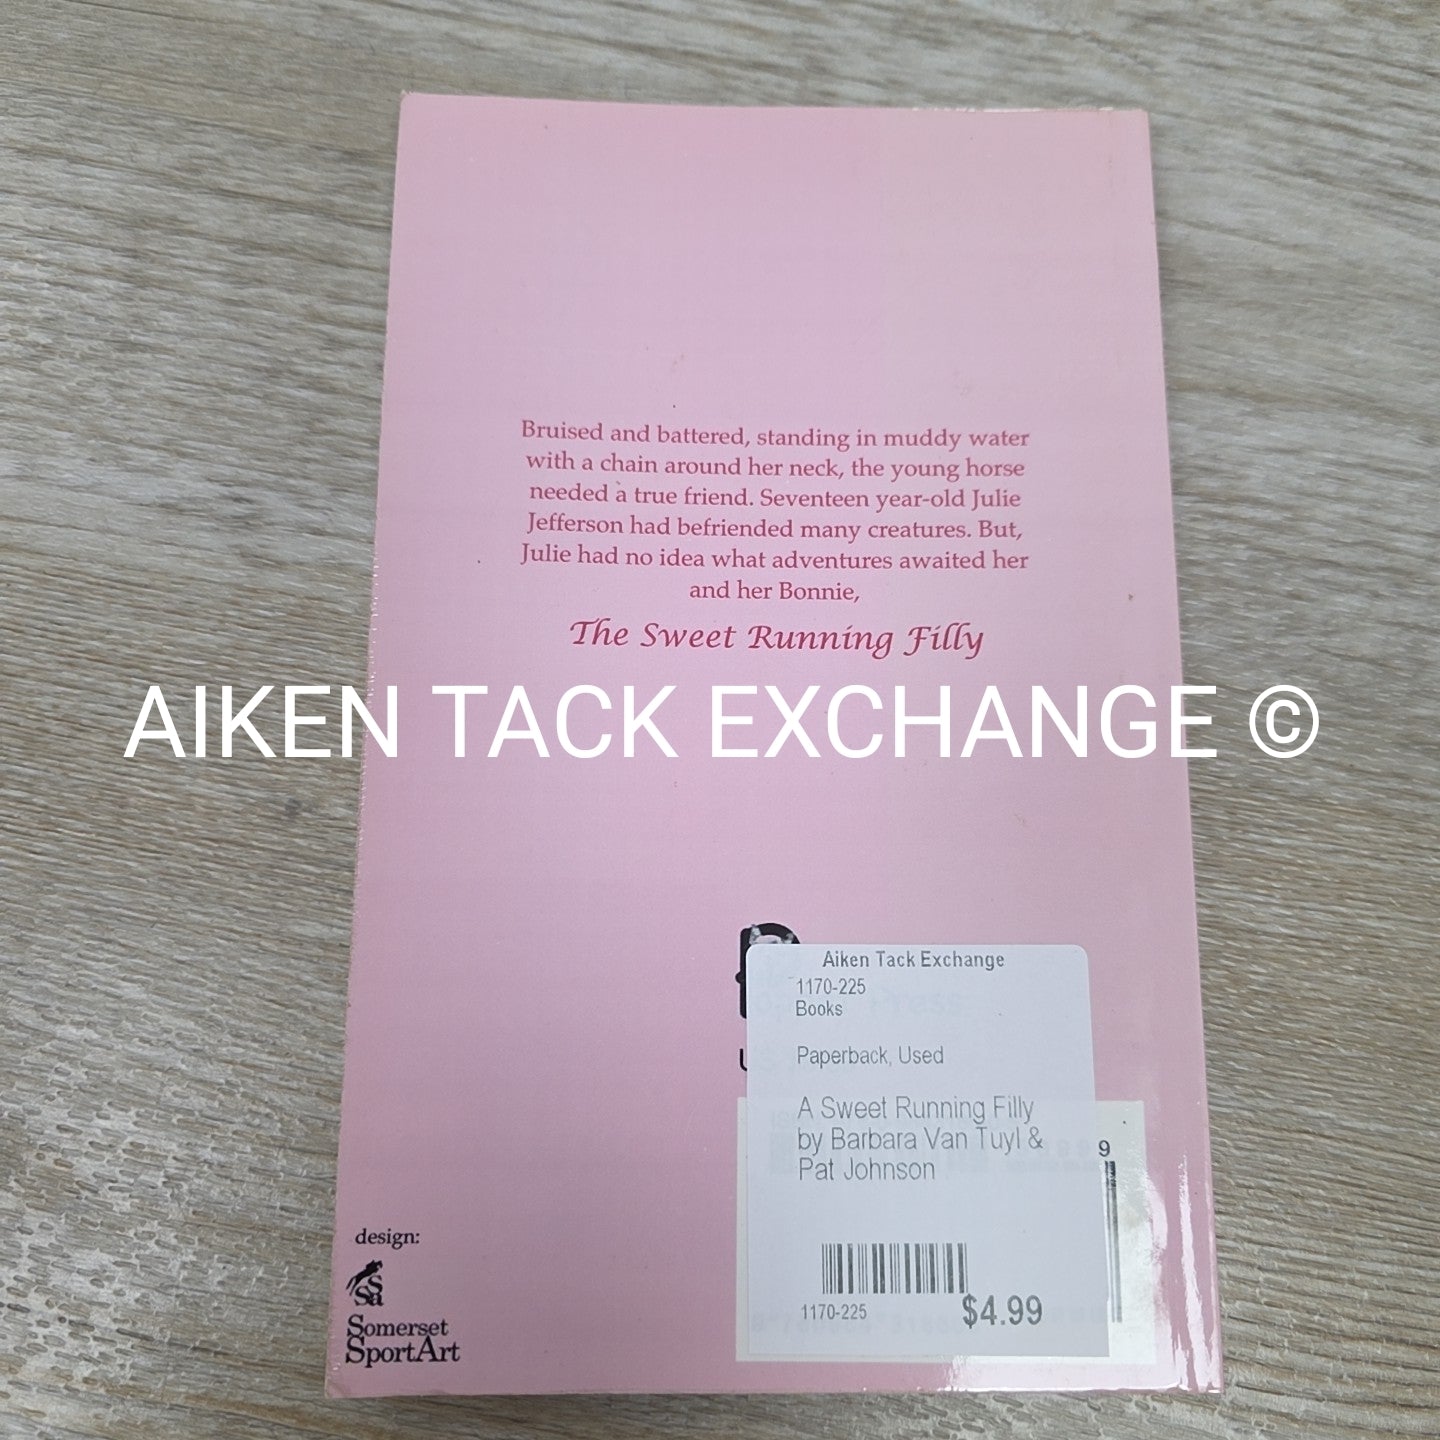 Bruised and battered, standing in muddy water
with a chain around her neck, the young horse
needed a true friend. Seventeen year-old Julie
Jefferson had befriended many creatures. But,
Julie had no idea what adventures awaited her
and her Bonnie,
The Sweet Running Filly
AIKEN TACK EXCHANGE ©
Aiken Tack Exchange
1170-225
Books
Paperback, Used
A Sweet Running Filly
by Barbara Van Tuyl &
Pat Johnson
9
1170-225 $4.99
design:
SSa
Somerset
SportArt